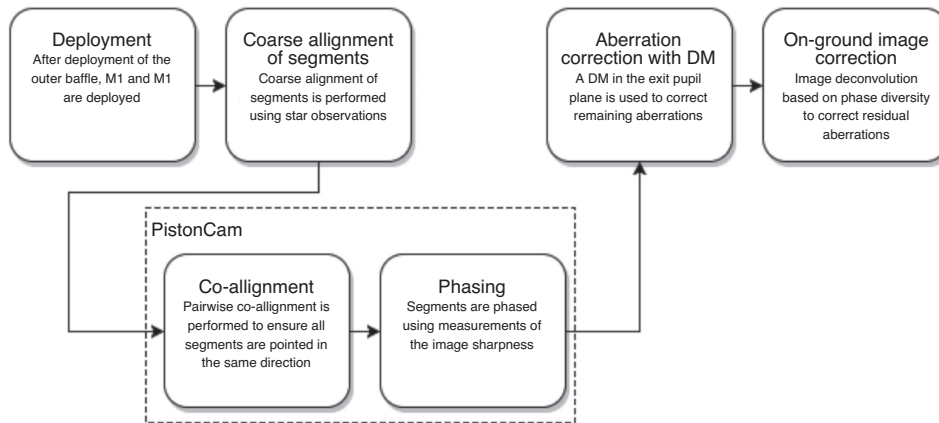 Deployment
After deployment of the
outer baffle, M1 and M1
are deployed
Coarse allignment
of segments
Coarse alignment of
segments is performed
using star observations
PistonCam
Co-allignment
Pairwise co-allignment is
performed to ensure all
segments are pointed in
the same direction
Phasing
Segments are phased
using measurements of
the image sharpness
Aberration
correction with DM
A DM in the exit pupil
plane is used to correct
remaining aberrations
On-ground image
correction
Image deconvolution
based on phase diversity
to correct residual
aberrations